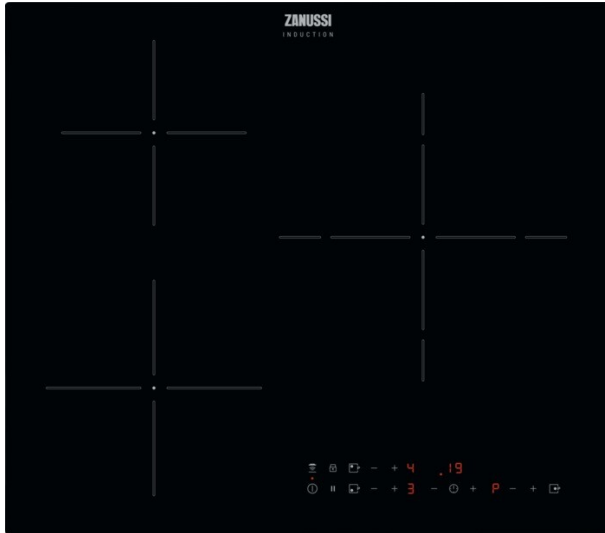 ZANUSSI
INDUCTION
- + 4 .19
- + 3 - + P - +